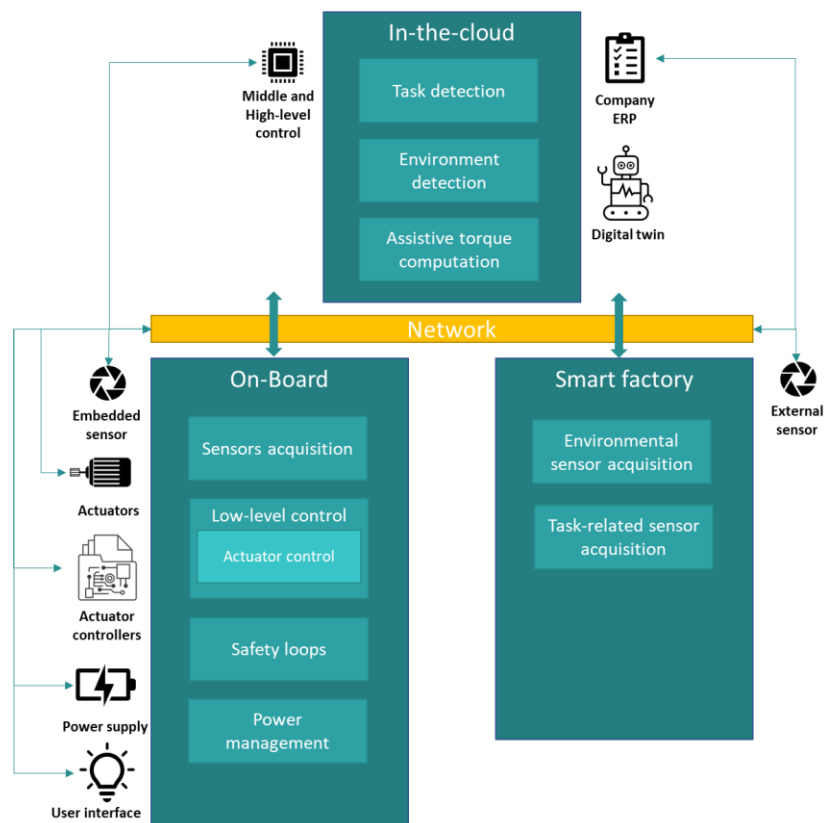 In-the-cloud
Task detection
Environment
detection
Assistive torque
computation
Middle and
High-level
control
Company
ERP
Digital twin
Network
On-Board
Sensors acquisition
Low-level control
Actuator control
Safety loops
Power
management
Smart factory
Environmental
sensor acquisition
Task-related sensor
acquisition
Embedded
sensor
Actuators
Actuator
controllers
Power supply
User interface
External
sensor